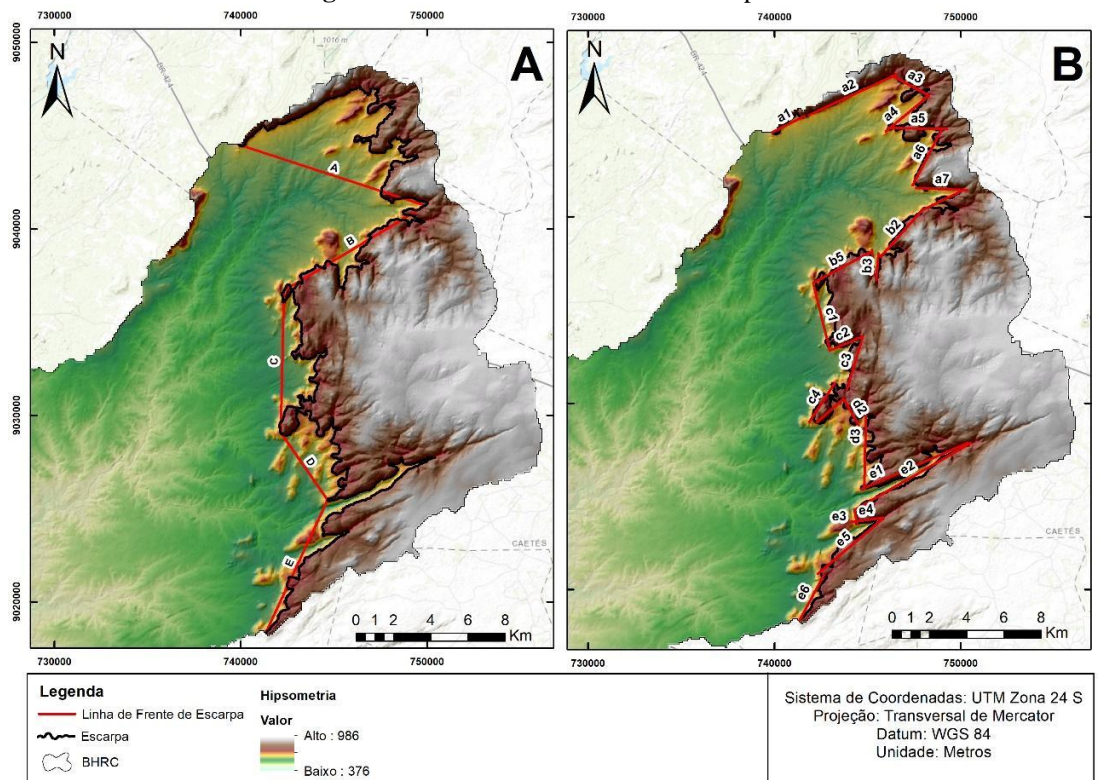 730000
740000
750000
730000
740000
750000
9050000
9040000
9030000
9020000
N
1016 m
BR 424
A
A
B
C
D
E
CAETÉS
0 1 2 4 6 8
Km
730000
740000
750000
N
B
a1
a2
a3
a4
a5
a6
a7
b2
b3
b5
c1
c2
c3
c4
d2
d3
e1
e2
e3
e4
e5
e6
CAETÉS
0 1 2 4 6 8
Km
730000
740000
750000
Legenda
Linha de Frente de Escarpa
Escarpa
BHRC
Hipsometria
Valor
Alto : 986
Baixo : 376
Sistema de Coordenadas: UTM Zona 24 S
Projeção: Transversal de Mercator
Datum: WGS 84
Unidade: Metros